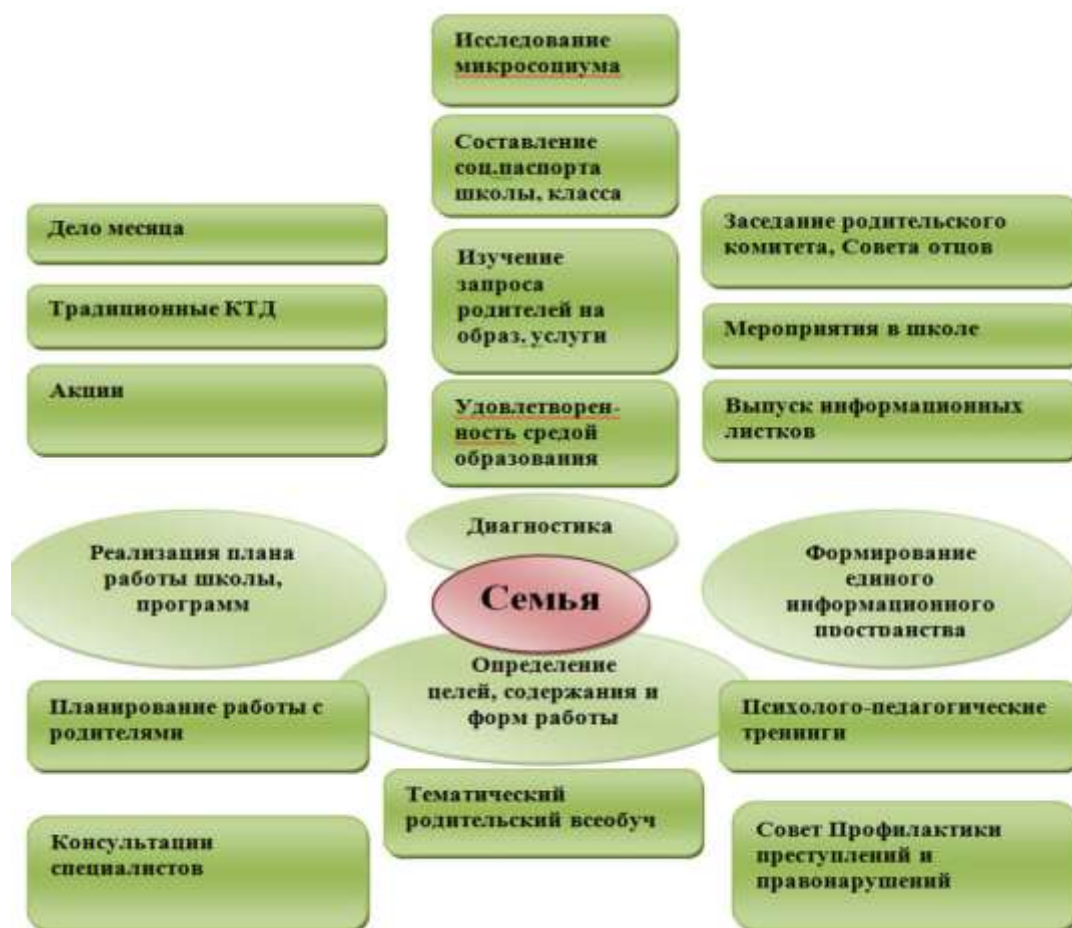 Исследование
микросоциума
Составление
соц.паспорта
школы, класса
Дело месяца
Заседание родительского
комитета, Совета отцов
Изучение
запроса
родителей на
образ. услуги
Традиционные КТД
Мероприятия в школе
Акции
Удовлетворен-
ность средой
образования
Выпуск информационных
листков
Диагностика
Реализация плана
работы школы,
программ
Формирование
единого
информационного
пространства
Семья
Определение
целей, содержания и
форм работы
Планирование работы с
родителями
Психолого-педагогические
тренинги
Тематический
родительский всеобуч
Консультации
специалистов
Совет Профилактики
преступлений и
правонарушений